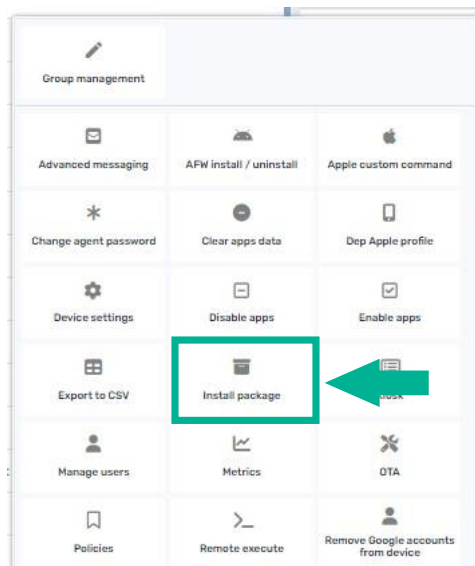 Group management
Advanced messaging
AFW install / uninstall
Apple custom command
Change agent password
Clear apps data
Dep Apple profile
Device settings
Disable apps
Enable apps
Export to CSV
Install package
Manage users
Metrics
OTA
Policies
Remote execute
Remove Google accounts
from device